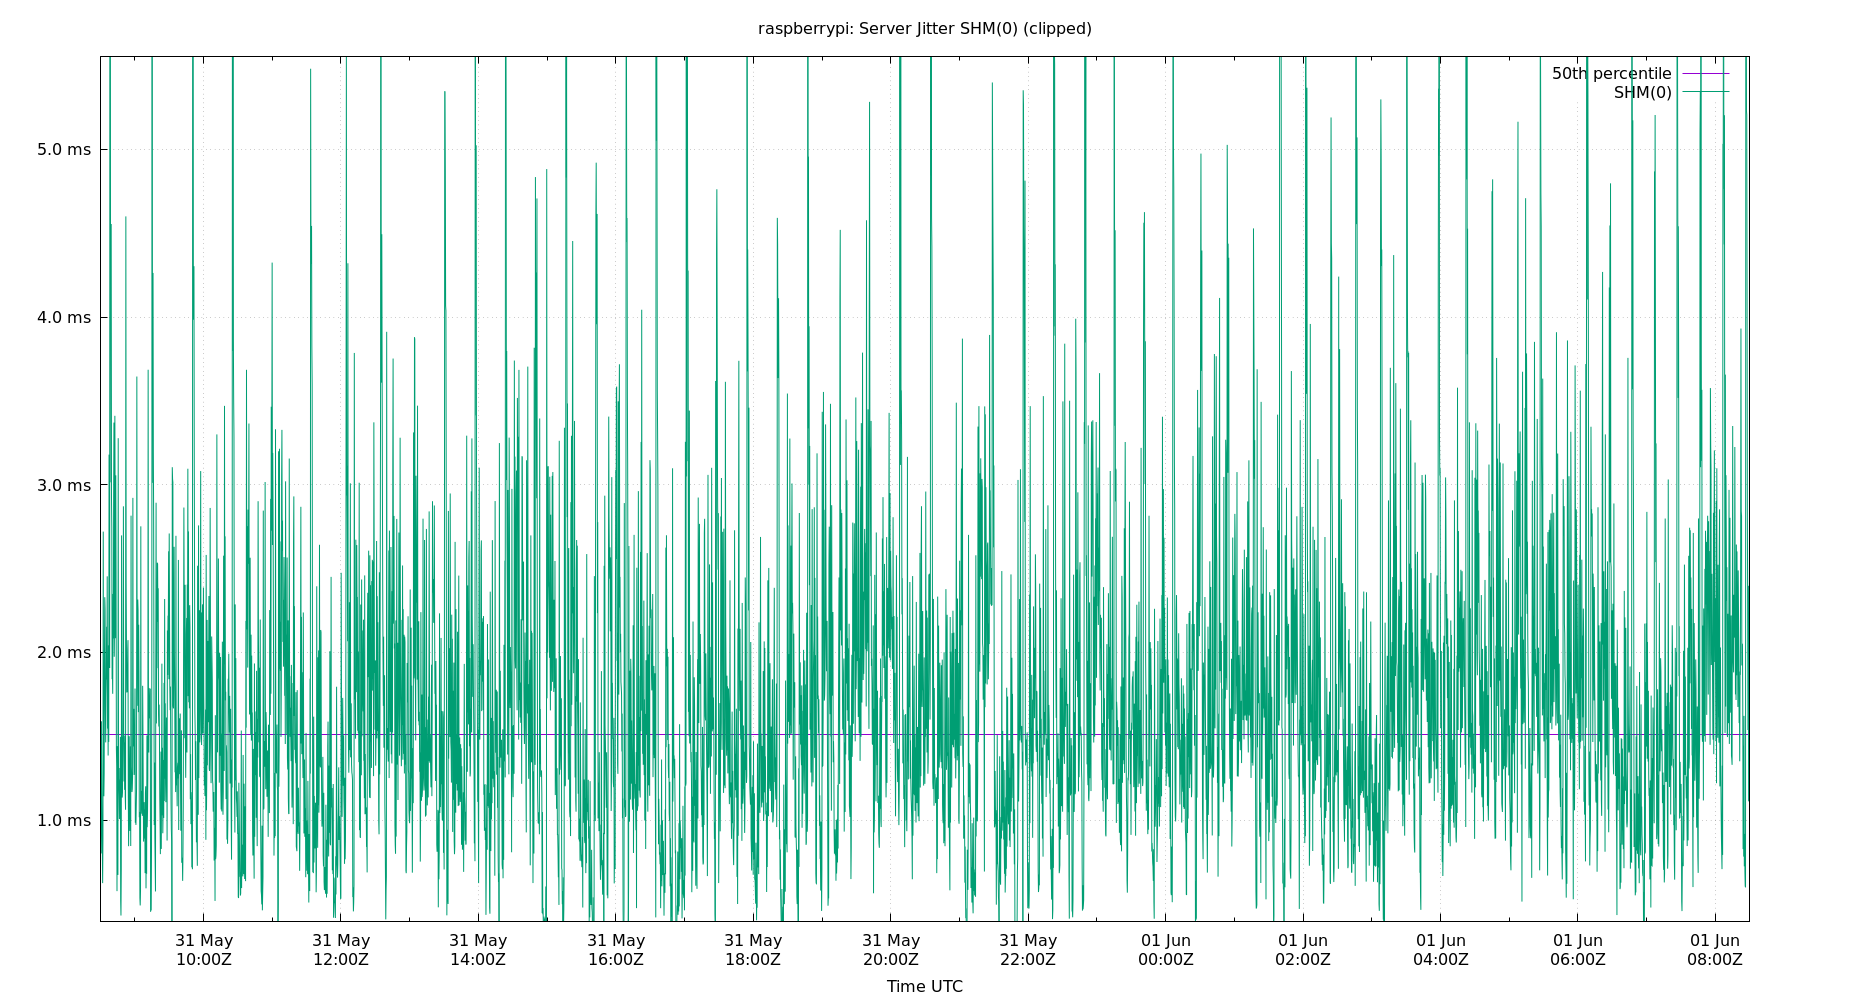 raspberrypi: Server Jitter SHM(0) (clipped)
50th percentile
SHM(0)
5.0 ms
4.0 ms
3.0 ms
2.0 ms
1.0 ms
31 May 31 May 31 May 31 May 31 May 31 May 31 May 01 Jun 01 Jun 01 Jun 01 Jun 01 Jun
10:00Z 12:00Z 14:00Z 16:00Z 18:00Z 20:00Z 22:00Z 00:00Z 02:00Z 04:00Z 06:00Z 08:00Z
Time UTC